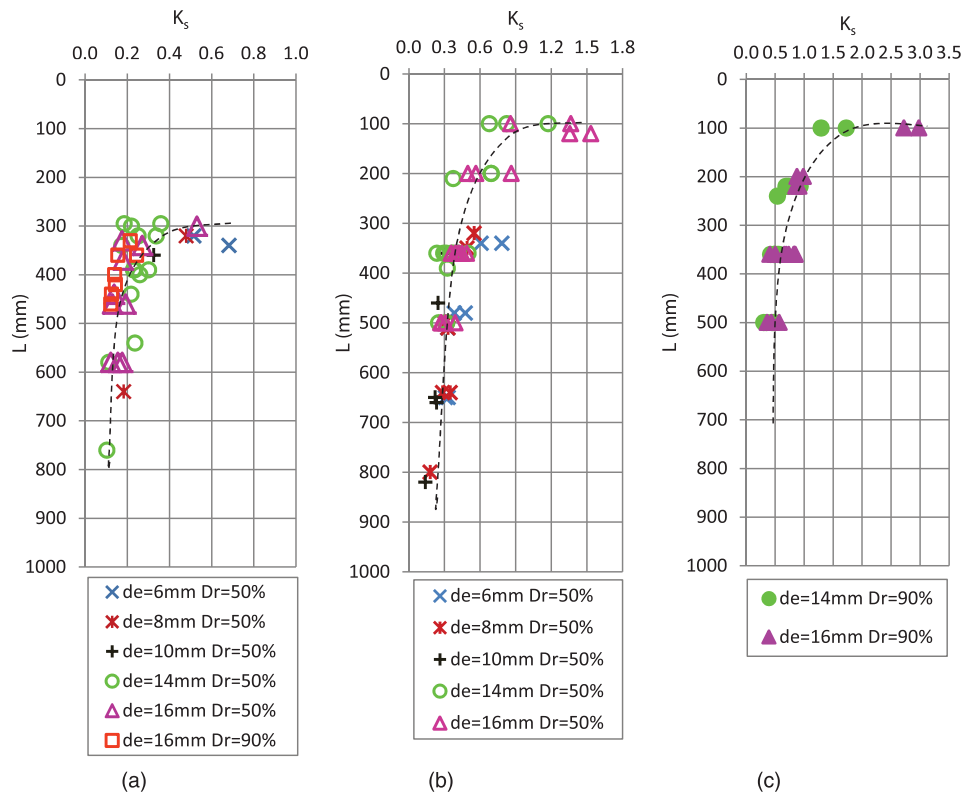 Ks
0.0 0.2 0.4 0.6 0.8 1.0
0
100
200
300
400
500
600
700
800
900
1000
L (mm)
de=6mm Dr=50%
de=8mm Dr=50%
de=10mm Dr=50%
de=14mm Dr=50%
de=16mm Dr=50%
de=16mm Dr=90%
(a)
Ks
0.0 0.3 0.6 0.9 1.2 1.5 1.8
0
100
200
300
400
500
600
700
800
900
1000
L (mm)
de=6mm Dr=50%
de=8mm Dr=50%
de=10mm Dr=50%
de=14mm Dr=50%
de=16mm Dr=50%
(b)
Ks
0.0 0.5 1.0 1.5 2.0 2.5 3.0 3.5
0
100
200
300
400
500
600
700
800
900
1000
L (mm)
de=14mm Dr=90%
de=16mm Dr=90%
(c)